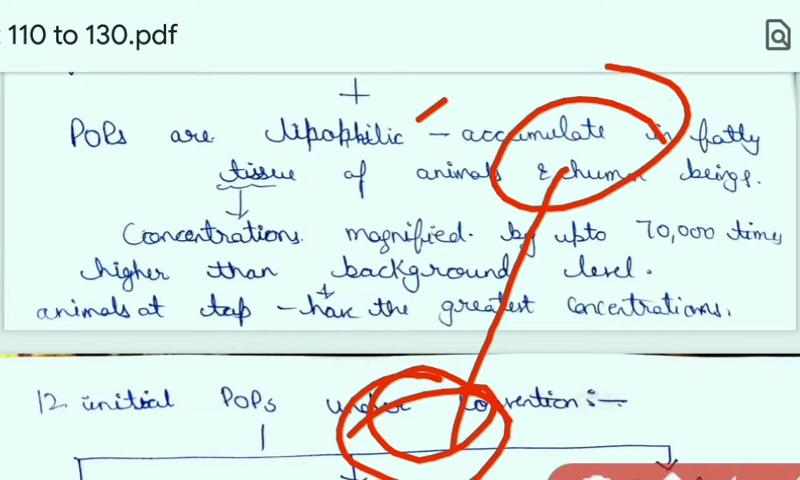 110 to 130.pdf
POPs are lipophilic - accumulate in fatly
tissue of animals & human beings.
Concentrations. magnified. by upto 70,000 times
higher than background level.
animals at top - have the greatest concentrations.
12 initial POPs under convention :-